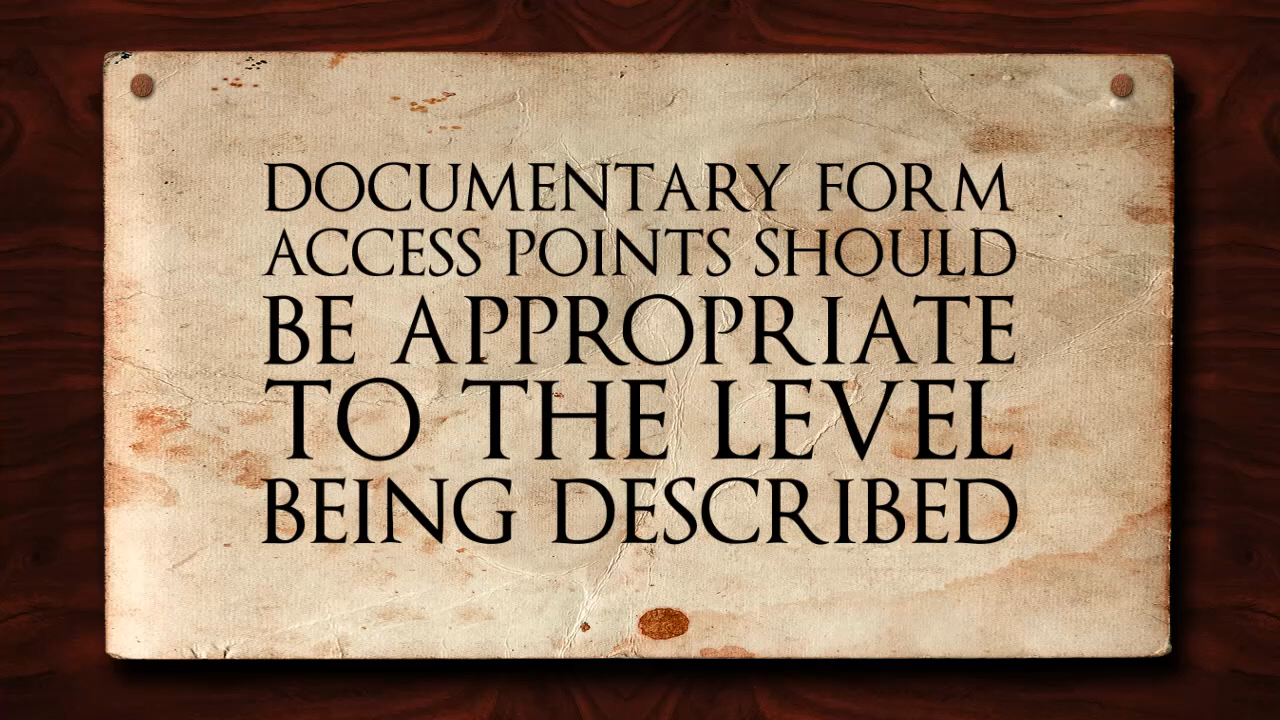 DOCUMENTARY FORM
ACCESS POINTS SHOULD
BE APPROPRIATE
TO THE LEVEL
BEING DESCRIBED